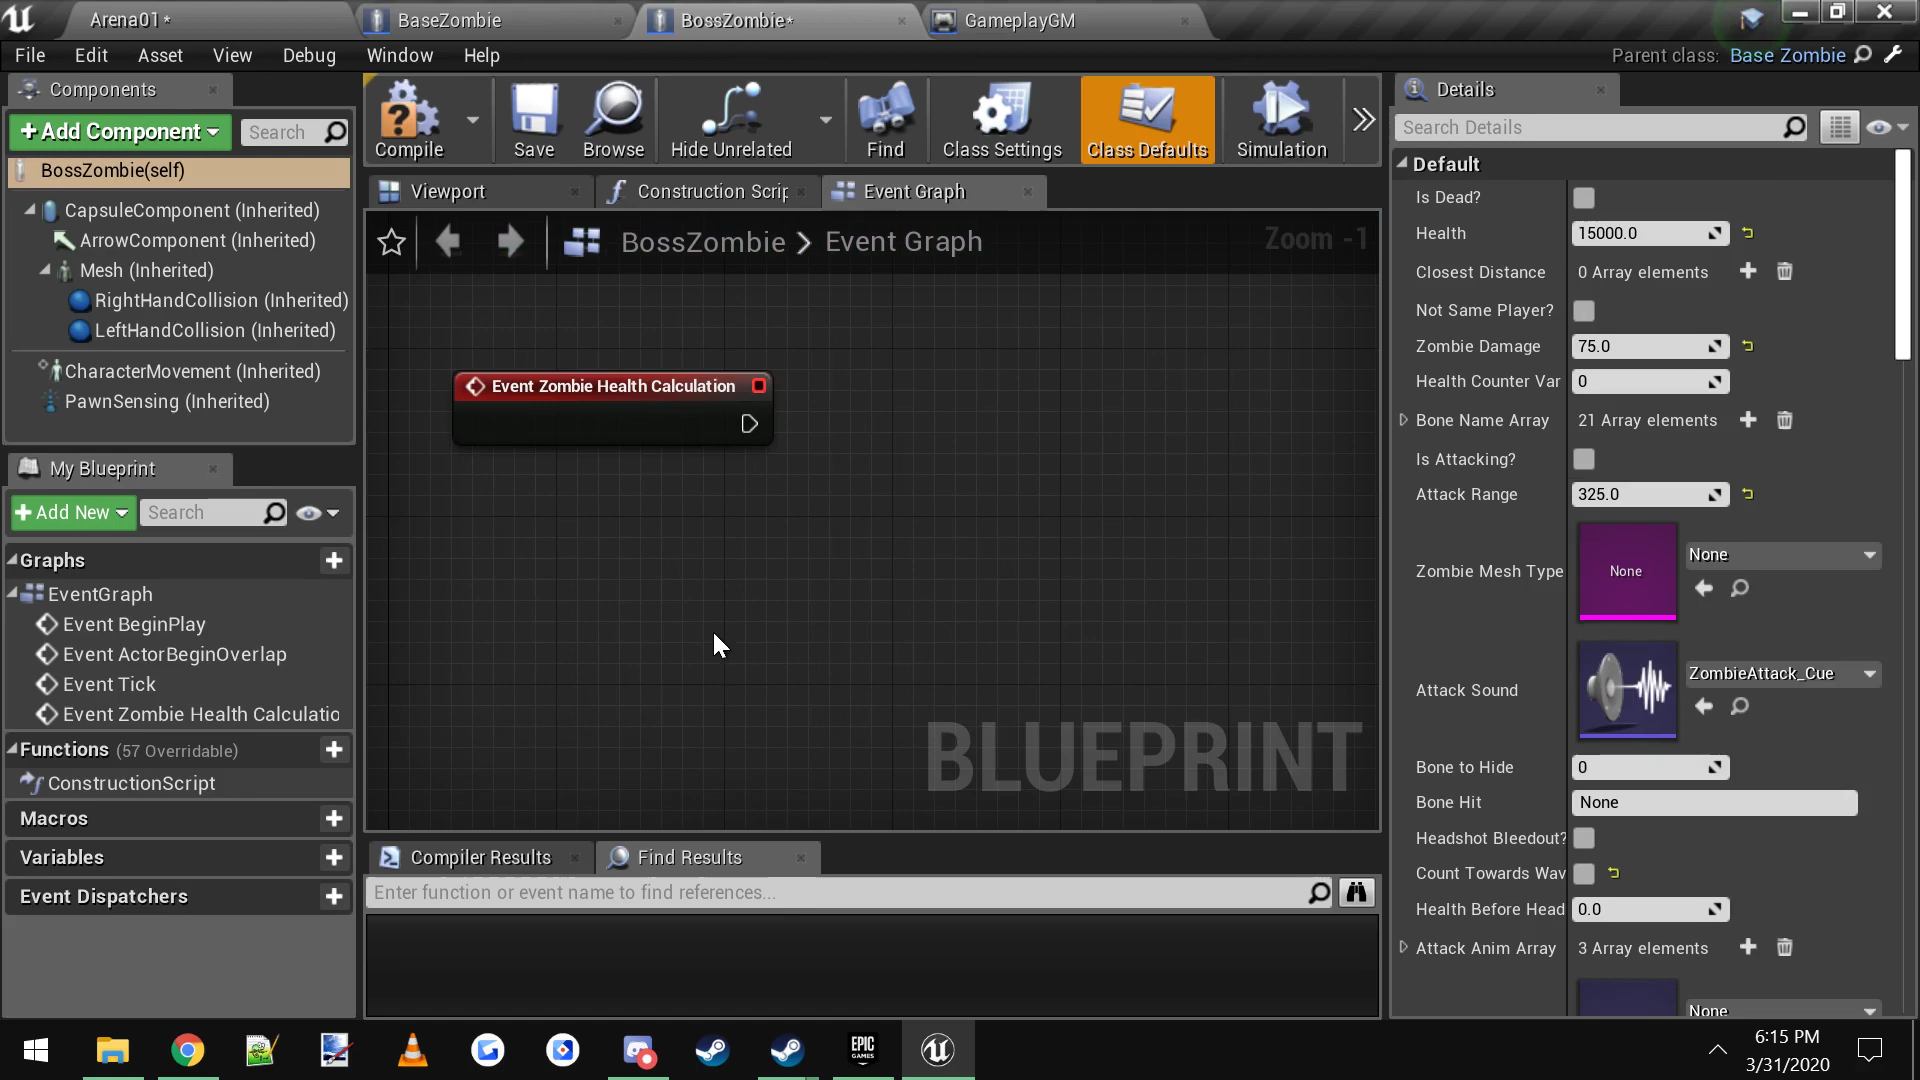 Arena01*
BaseZombie
BossZombie*
GameplayGM
File Edit Asset View Debug Window Help
Parent class: Base Zombie
Components
+ Add Component
Search
BossZombie(self)
CapsuleComponent (Inherited)
ArrowComponent (Inherited)
Mesh (Inherited)
RightHandCollision (Inherited)
LeftHandCollision (Inherited)
CharacterMovement (Inherited)
PawnSensing (Inherited)
My Blueprint
+ Add New
Search
Graphs
EventGraph
Event BeginPlay
Event ActorBeginOverlap
Event Tick
Event Zombie Health Calculatio
Functions (57 Overridable)
ConstructionScript
Macros
Variables
Event Dispatchers
Compile
Save
Browse
Hide Unrelated
Find
Class Settings
Class Defaults
Simulation
Viewport
Construction Scrip
Event Graph
BossZombie > Event Graph
Zoom -1
Event Zombie Health Calculation
BLUEPRINT
Compiler Results
Find Results
Enter function or event name to find references...
Details
Search Details
Default
Is Dead?
Health 15000.0
Closest Distance 0 Array elements
Not Same Player?
Zombie Damage 75.0
Health Counter Var 0
Bone Name Array 21 Array elements
Is Attacking?
Attack Range 325.0
Zombie Mesh Type None None
Attack Sound ZombieAttack_Cue
Bone to Hide 0
Bone Hit None
Headshot Bleedout?
Count Towards Wav
Health Before Head 0.0
Attack Anim Array 3 Array elements
None
EPIC
GAMES
6:15 PM
3/31/2020